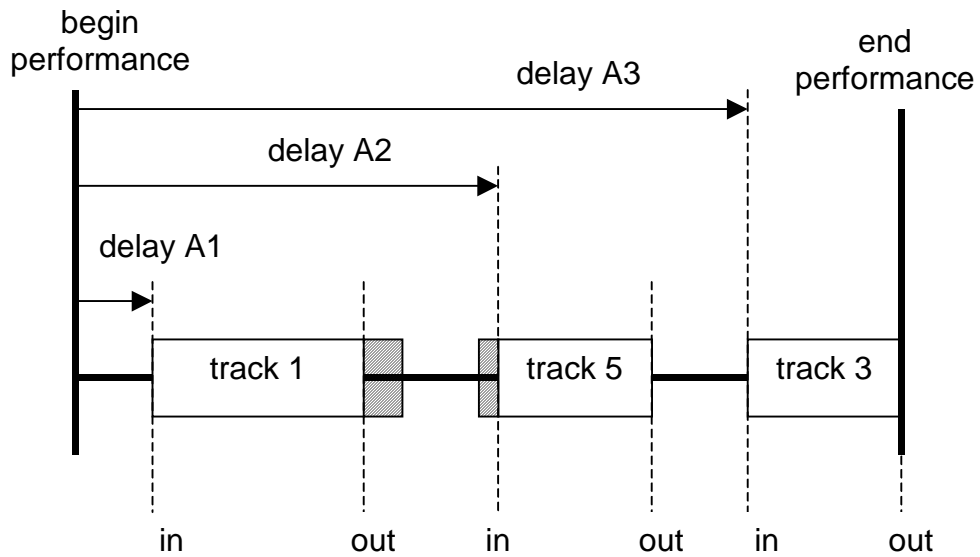 begin
performance
end
performance
delay A3
delay A2
delay A1
track 1
track 5
track 3
in
out
in
out
in
out